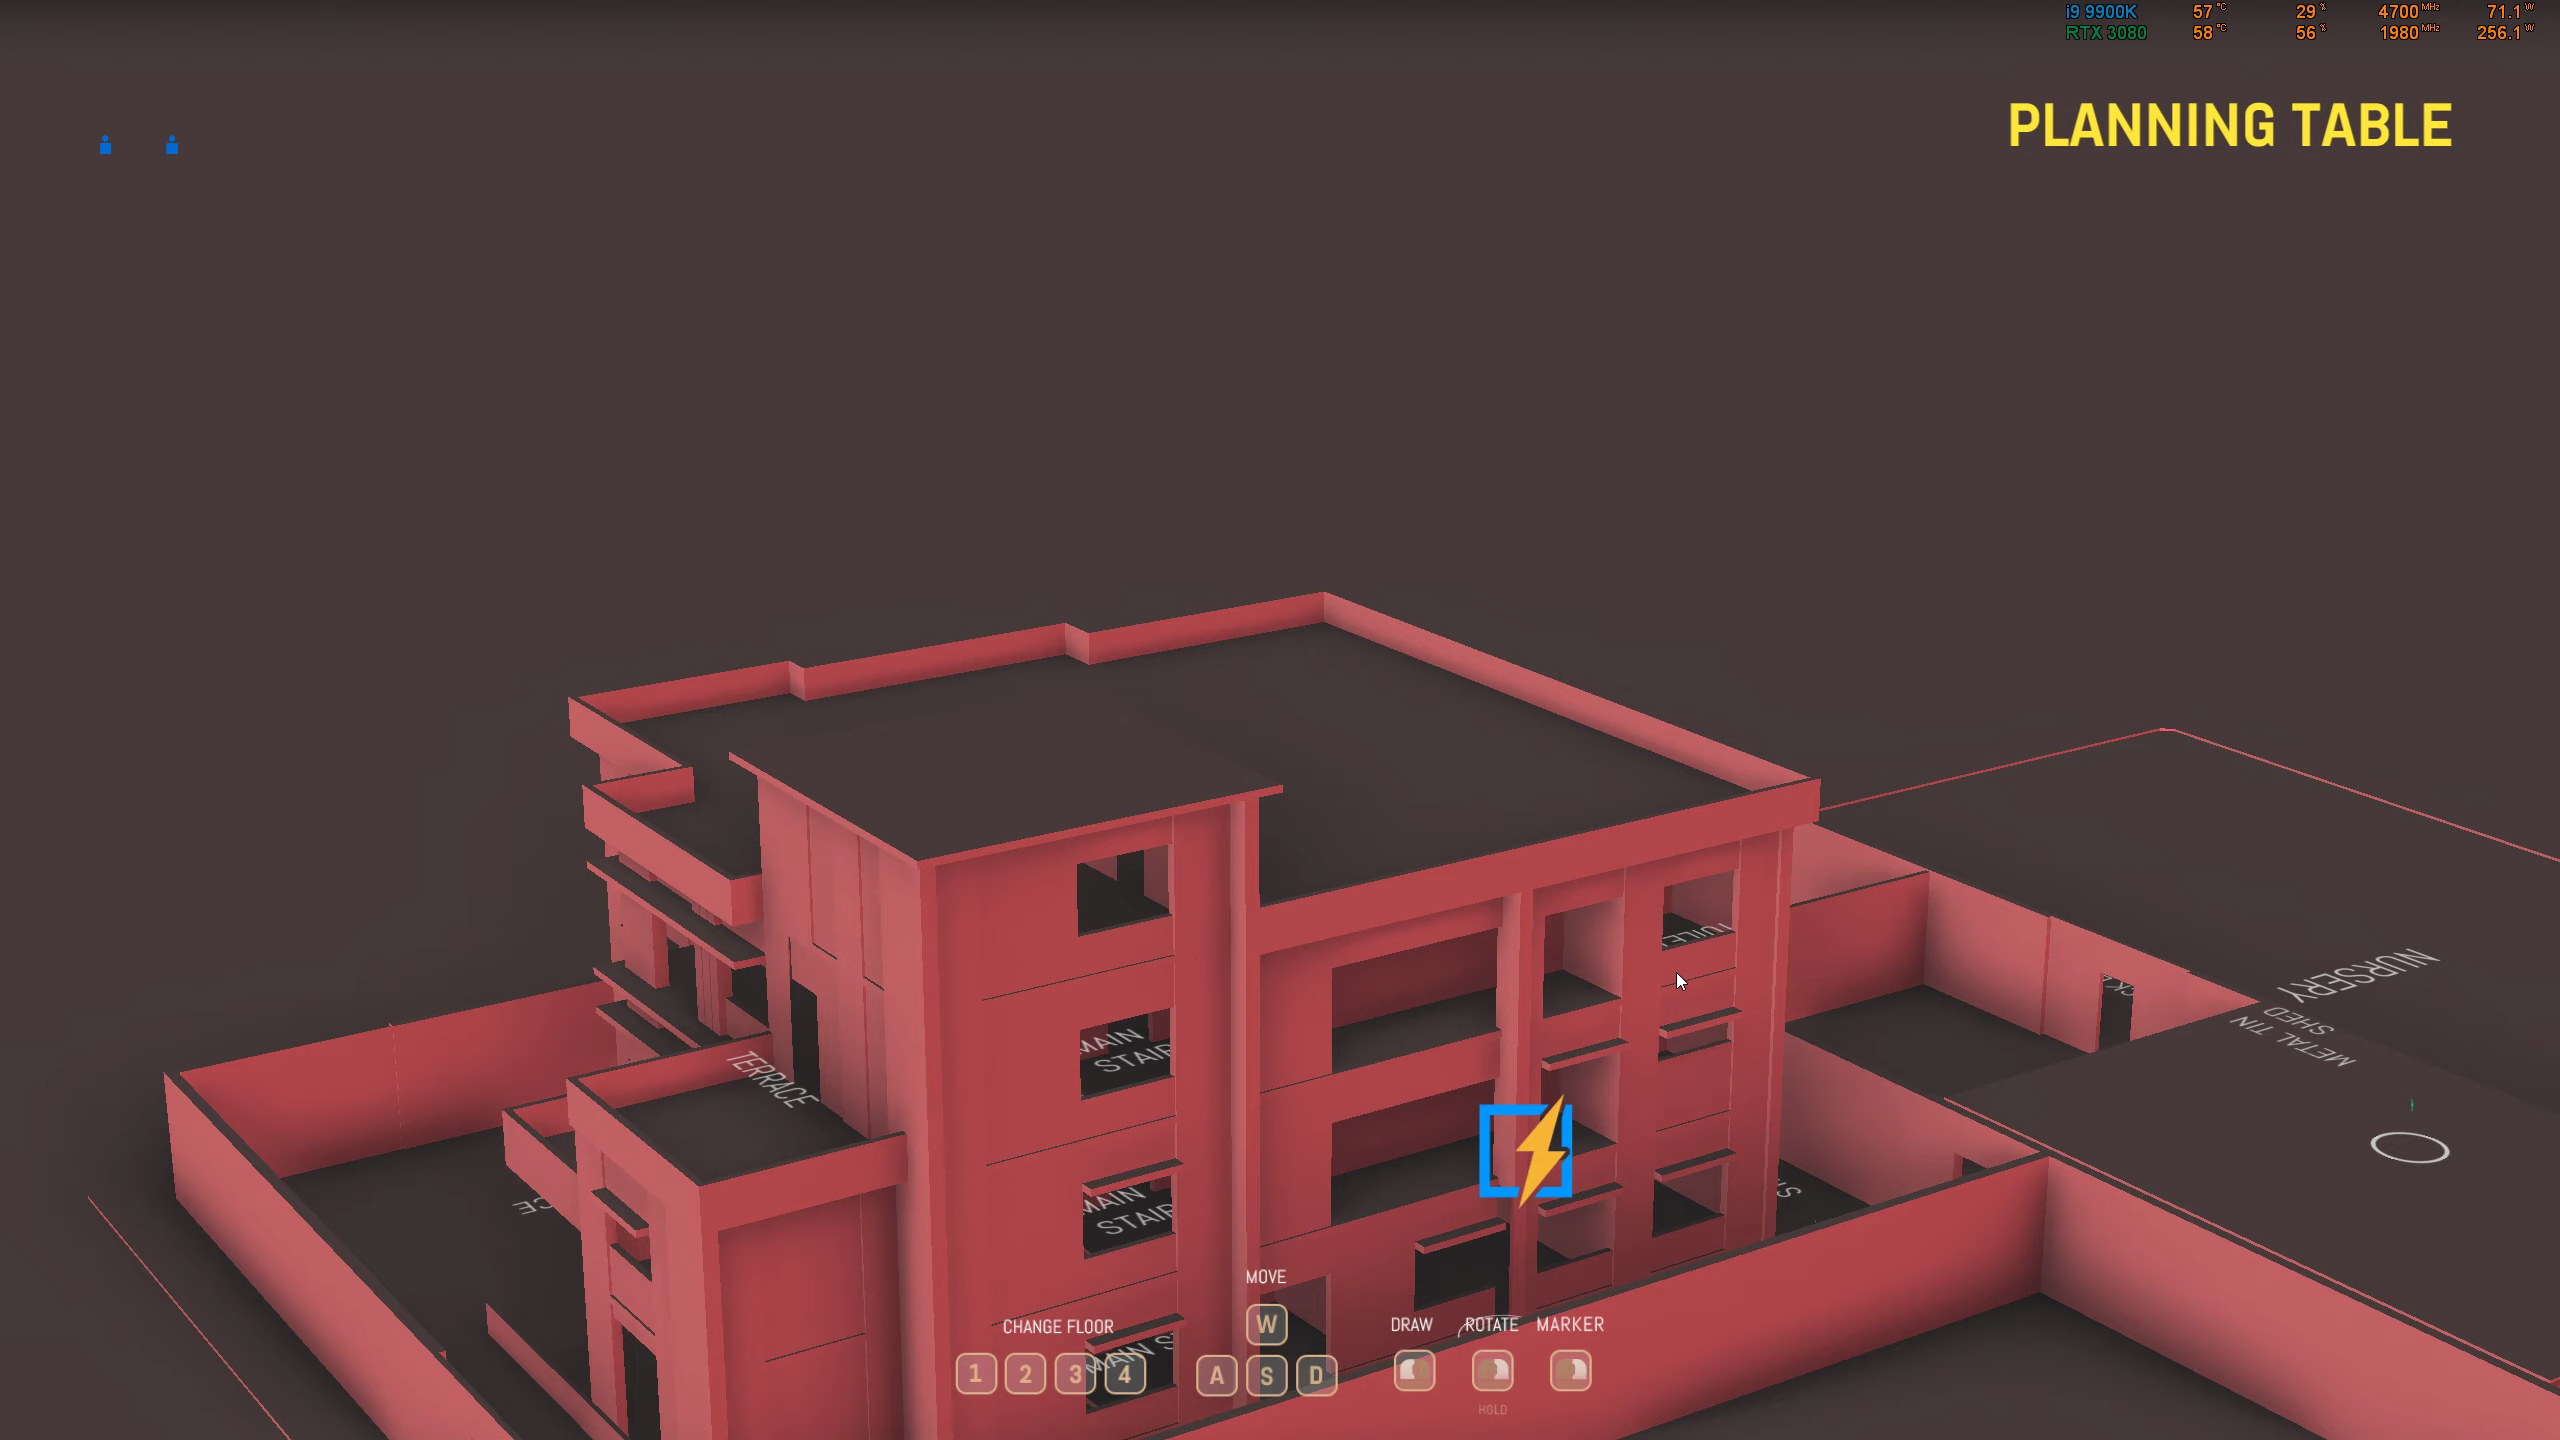 i9 9900K 57 °C 29 % 4700 MHz 71.1 W
RTX 3080 58 °C 56 % 1980 MHz 256.1 W
PLANNING TABLE
TERRACE
MAIN
STAIR
MAIN
STAIR
MAIN S
TOILET
NURSERY
METAL TIN
SHED
MOVE
CHANGE FLOOR
W
DRAW
ROTATE
MARKER
1 2 3 4
A S D
HOLD